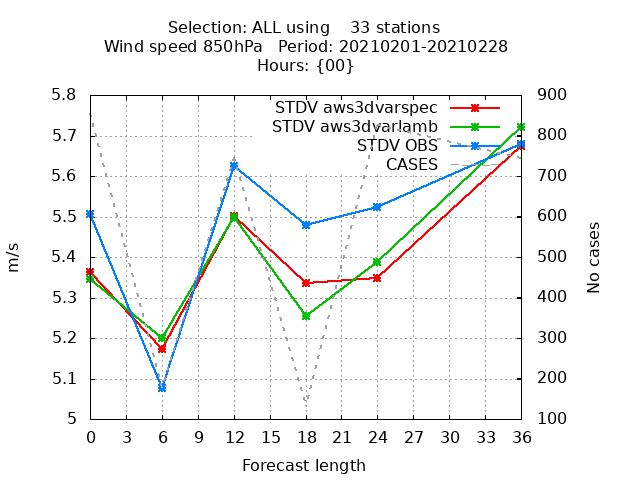 Selection: ALL using    33 stations
Wind speed 850hPa   Period: 20210201-20210228
Hours: {00}
STDV aws3dvarspec
STDV aws3dvarlamb
STDV OBS
CASES
5.8
5.7
5.6
5.5
5.4
5.3
5.2
5.1
5
900
800
700
600
500
400
300
200
100
m/s
No cases
0 3 6 9 12 15 18 21 24 27 30 33 36
Forecast length